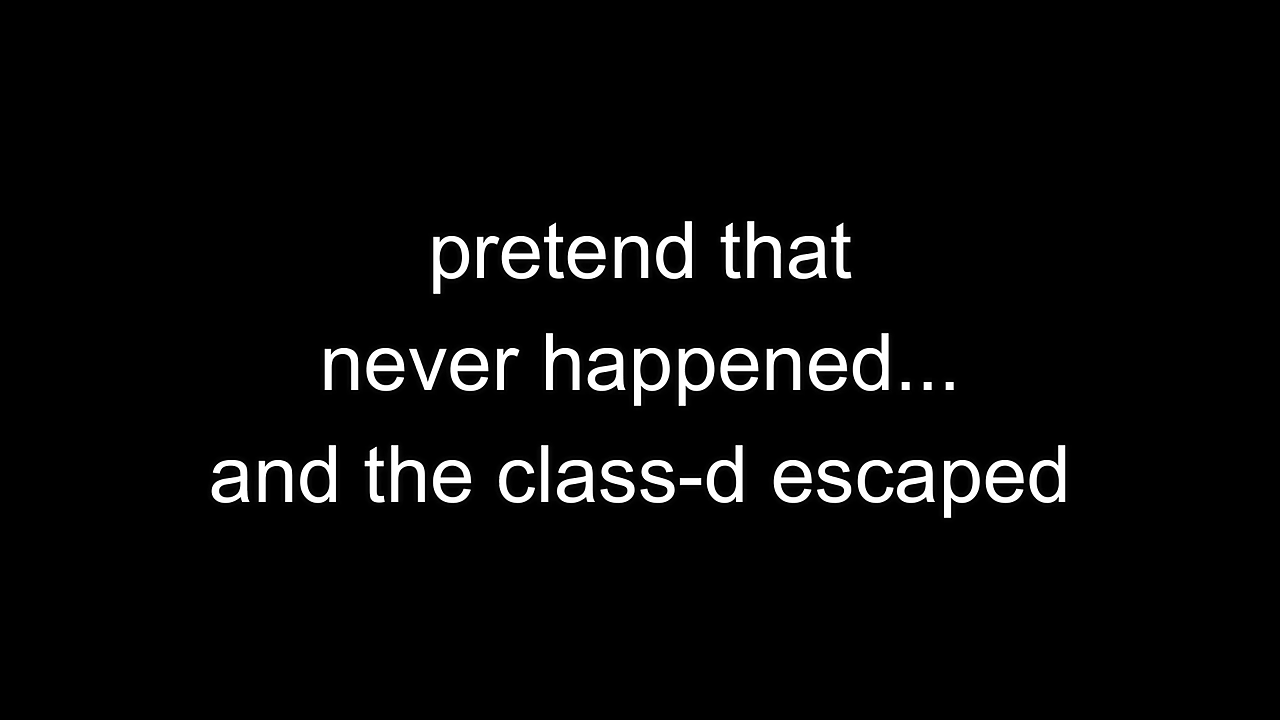 pretend that
never happened...
and the class-d escaped